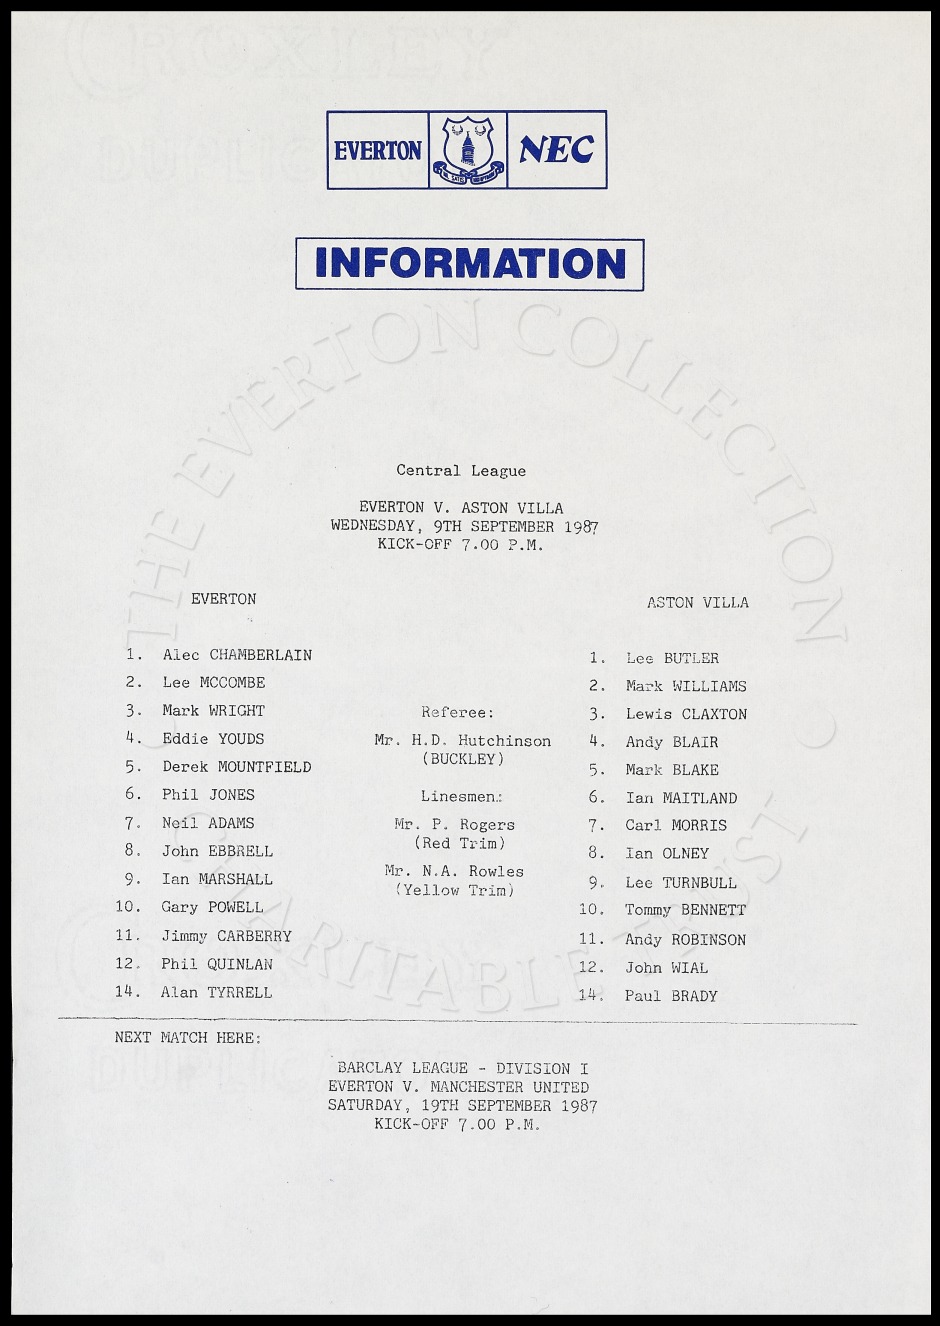 EVERTON
NEC
INFORMATION
THE EVERTON COLLECTION
Central League
EVERTON V. ASTON VILLA
WEDNESDAY, 9TH SEPTEMBER 1987
KICK-OFF 7.00 P.M.
EVERTON
1. Alec CHAMBERLAIN
2. Lee MCCOMBE
3. Mark WRIGHT
4. Eddie YOUDS
5. Derek MOUNTFIELD
6. Phil JONES
7. Neil ADAMS
8. John EBBRELL
9. Ian MARSHALL
10. Gary POWELL
11. Jimmy CARBERRY
12. Phil QUINLAN
14. Alan TYRRELL
Referee:
Mr. H.D. Hutchinson
(BUCKLEY)
Linesmen:
Mr. P. Rogers
(Red Trim)
Mr. N.A. Rowles
(Yellow Trim)
ASTON VILLA
1. Lee BUTLER
2. Mark WILLIAMS
3. Lewis CLAXTON
4. Andy BLAIR
5. Mark BLAKE
6. Ian MAITLAND
7. Carl MORRIS
8. Ian OLNEY
9. Lee TURNBULL
10. Tommy BENNETT
11. Andy ROBINSON
12. John WIAL
14. Paul BRADY
CHARITABLE TRUST
NEXT MATCH HERE:
BARCLAY LEAGUE - DIVISION I
EVERTON V. MANCHESTER UNITED
SATURDAY, 19TH SEPTEMBER 1987
KICK-OFF 7.00 P.M.